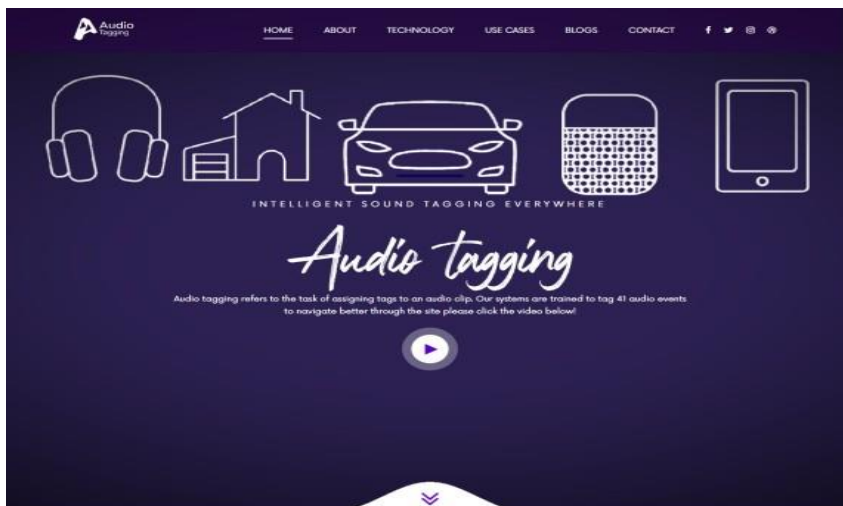 Audio
Tagging
HOME ABOUT TECHNOLOGY USE CASES BLOGS CONTACT
INTELLIGENT SOUND TAGGING EVERYWHERE
Audio tagging
Audio tagging refers to the task of assigning tags to an audio clip. Our systems are trained to tag 41 audio events
to navigate better through the site please click the video below!